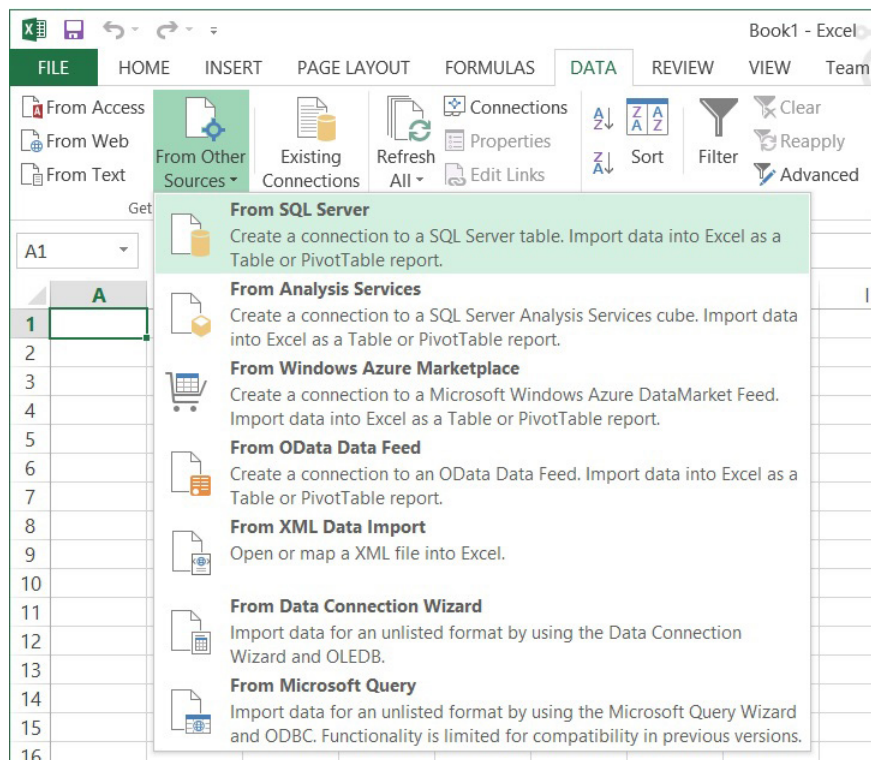 Book1 - Excel
FILE HOME INSERT PAGE LAYOUT FORMULAS DATA REVIEW VIEW Team
From Access
From Web
From Text
From Other
Sources
Existing
Connections
Refresh
All
Connections
Properties
Edit Links
Sort
Filter
Clear
Reapply
Advanced
Get
A1
From SQL Server
Create a connection to a SQL Server table. Import data into Excel as a
Table or PivotTable report.
From Analysis Services
Create a connection to a SQL Server Analysis Services cube. Import data
into Excel as a Table or PivotTable report.
From Windows Azure Marketplace
Create a connection to a Microsoft Windows Azure DataMarket Feed.
Import data into Excel as a Table or PivotTable report.
From OData Data Feed
Create a connection to an OData Data Feed. Import data into Excel as a
Table or PivotTable report.
From XML Data Import
Open or map a XML file into Excel.
From Data Connection Wizard
Import data for an unlisted format by using the Data Connection
Wizard and OLEDB.
From Microsoft Query
Import data for an unlisted format by using the Microsoft Query Wizard
and ODBC. Functionality is limited for compatibility in previous versions.
A I
1
2
3
4
5
6
7
8
9
10
11
12
13
14
15
16